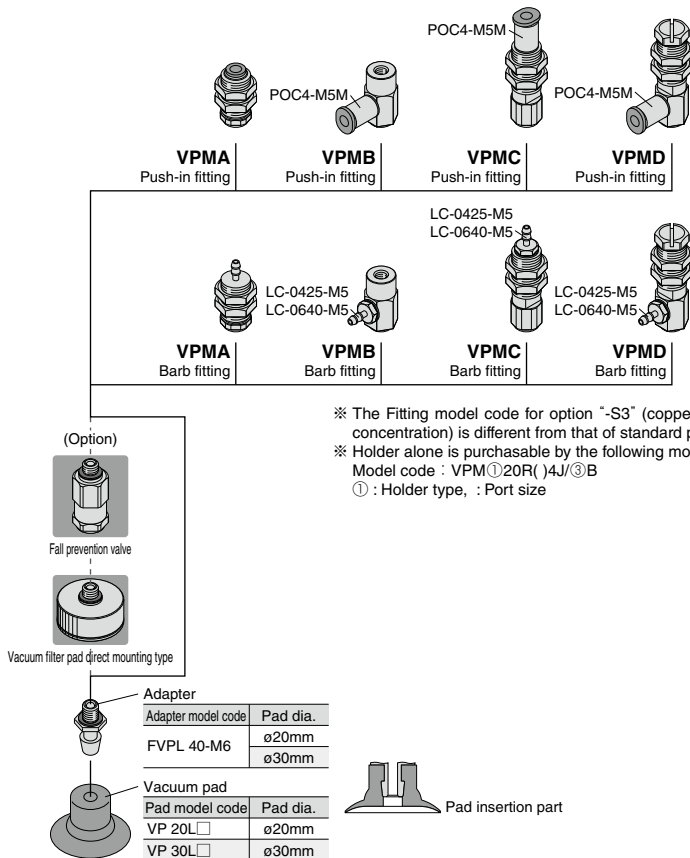 POC4-M5M
POC4-M5M
POC4-M5M
VPMA
Push-in fitting
VPMB
Push-in fitting
VPMC
Push-in fitting
VPMD
Push-in fitting
LC-0425-M5
LC-0640-M5
LC-0425-M5
LC-0640-M5
LC-0425-M5
LC-0640-M5
VPMA
Barb fitting
VPMB
Barb fitting
VPMC
Barb fitting
VPMD
Barb fitting
※ The Fitting model code for option "-S3" (coppe
concentration) is different from that of standard p
※ Holder alone is purchasable by the following mo
Model code : VPM①20R( )4J/③B
① : Holder type, : Port size
(Option)
Fall prevention valve
Vacuum filter pad direct mounting type
Adapter
Adapter model code Pad dia.
FVPL 40-M6
ø20mm
ø30mm
Vacuum pad
Pad model code Pad dia.
VP 20L□ ø20mm
VP 30L□ ø30mm
Pad insertion part